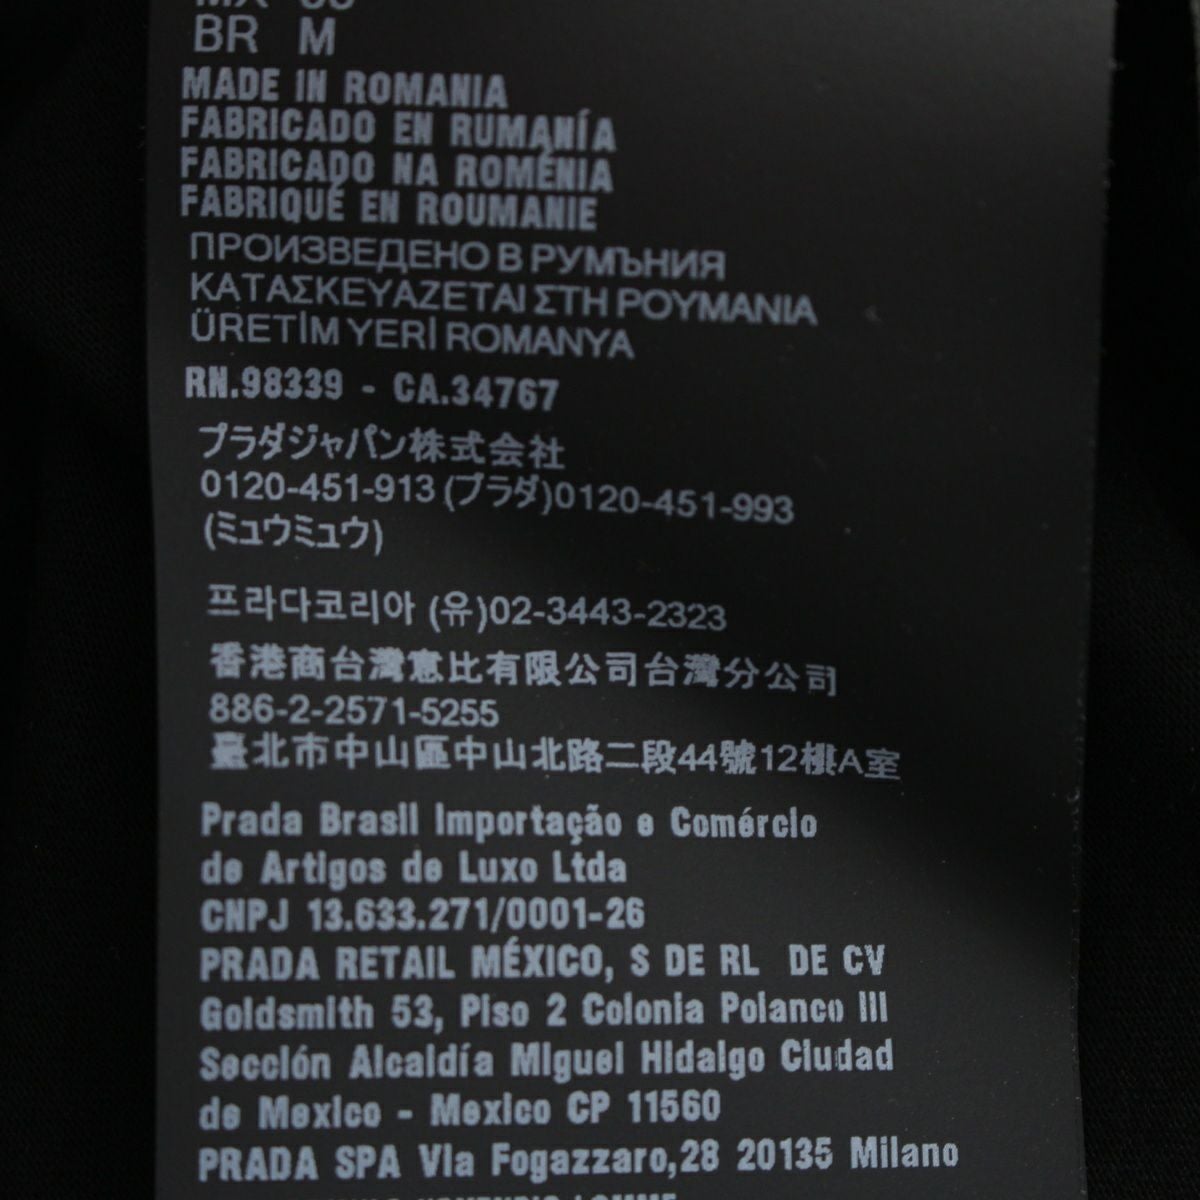 BR M
MADE IN ROMANIA
FABRICADO EN RUMANÍA
FABRICADO NA ROMÊNIA
FABRIQUÉ EN ROUMANIE
ПРОИЗВЕДЕНО В РУМЪНИЯ
ΚΑΤΑΣΚΕΥΑΖΕΤΑΙ ΣΤΗ ΡΟΥΜΑΝΙΑ
ÜRETİM YERİ ROMANYA
RN.98339 - CA.34767
プラダジャパン株式会社
0120-451-913 (プラダ)0120-451-993
(ミュウミュウ)
프라다코리아 (유)02-3443-2323
香港商台灣意比有限公司台灣分公司
886-2-2571-5255
臺北市中山區中山北路二段44號12樓A室
Prada Brasil Importação e Comércio
de Artigos de Luxo Ltda
CNPJ 13.633.271/0001-26
PRADA RETAIL MÉXICO, S DE RL DE CV
Goldsmith 53, Piso 2 Colonia Polanco III
Sección Alcaldía Miguel Hidalgo Ciudad
de Mexico - Mexico CP 11560
PRADA SPA Via Fogazzaro,28 20135 Milano